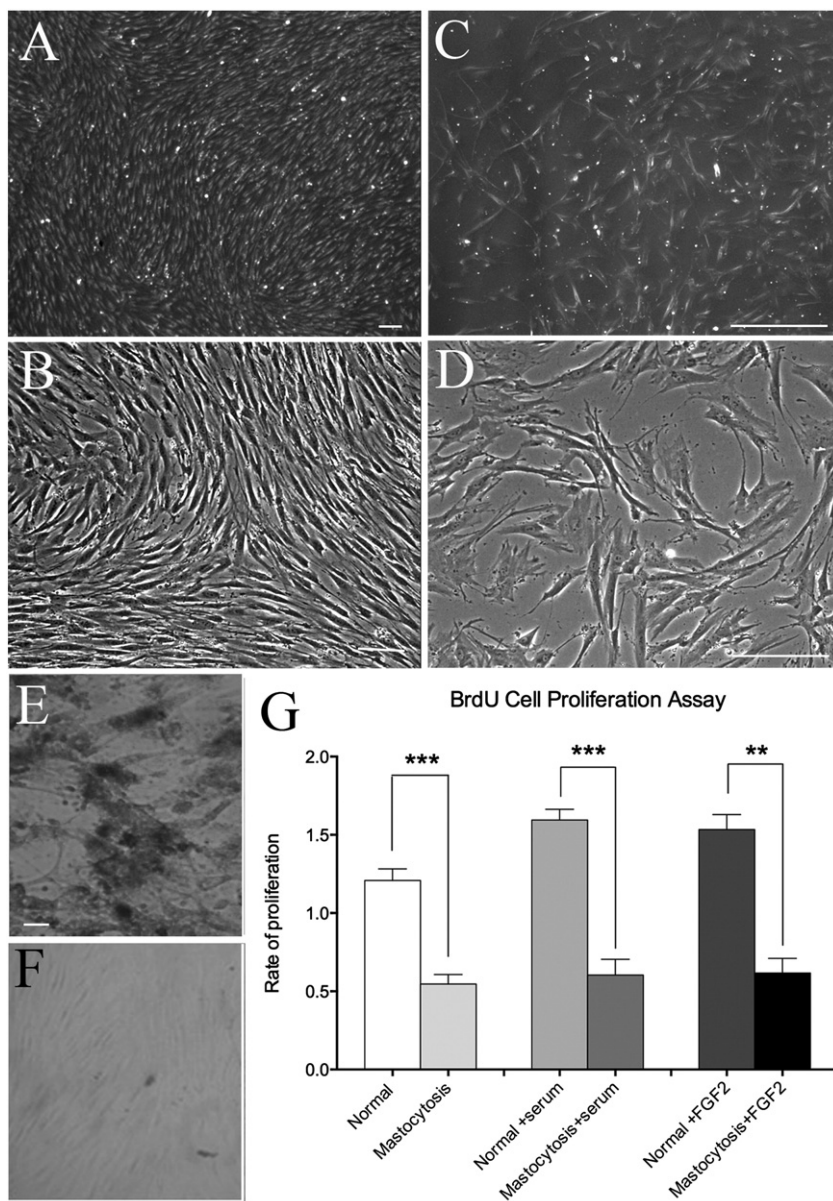 A
C
B
D
E
F
G
BrdU Cell Proliferation Assay
***
***
**
2.0
1.5
1.0
0.5
0.0
Rate of proliferation
Normal
Mastocytosis
Normal +serum
Mastocytosis+serum
Normal +FGF2
Mastocytosis+FGF2